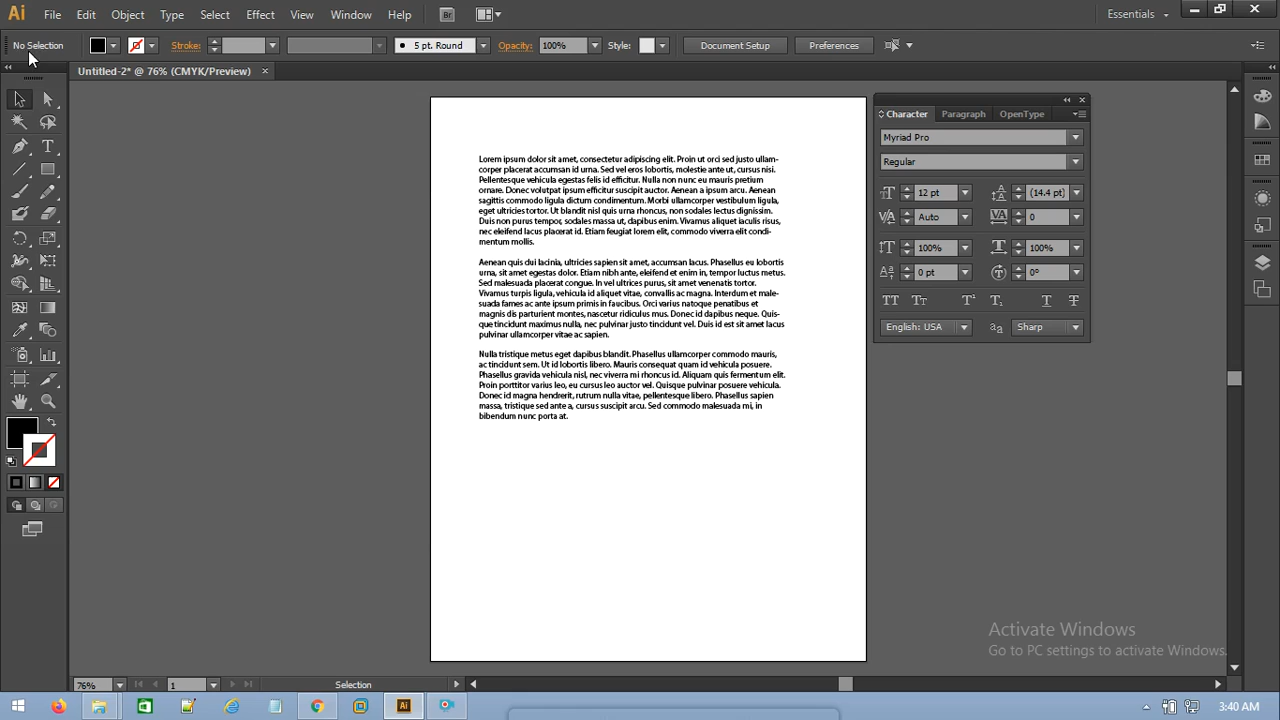 Ai File Edit Object Type Select Effect View Window Help Br Essentials
No Selection Stroke: 5 pt. Round Opacity: 100% Style: Document Setup Preferences
Untitled-2* @ 76% (CMYK/Preview)
Character Paragraph OpenType
Myriad Pro
Regular
12 pt (14.4 pt)
Auto 0
100% 100%
0 pt 0°
English: USA Sharp
Lorem ipsum dolor sit amet, consectetur adipiscing elit. Proin ut orci sed justo ullam-
corper placerat accumsan id urna. Sed vel eros lobortis, molestie ante ut, cursus nisi.
Pellentesque vehicula egestas felis id efficitur. Nulla non nunc eu mauris pretium
ornare. Donec volutpat ipsum efficitur suscipit auctor. Aenean a ipsum arcu. Aenean
sagittis commodo ligula dictum condimentum. Morbi ullamcorper vestibulum ligula,
eget ultricies tortor. Ut blandit nisl quis urna rhoncus, non sodales lectus dignissim.
Duis non purus tempor, sodales massa ut, dapibus enim. Vivamus aliquet iaculis risus,
nec eleifend lacus placerat id. Etiam feugiat lorem elit, commodo viverra elit condi-
mentum mollis.
Aenean quis dui lacinia, ultricies sapien sit amet, accumsan lacus. Phasellus eu lobortis
urna, sit amet egestas dolor. Etiam nibh ante, eleifend et enim in, tempor luctus metus.
Sed malesuada placerat congue. In vel ultrices purus, sit amet venenatis tortor.
Vivamus turpis ligula, vehicula id aliquet vitae, convallis ac magna. Interdum et male-
suada fames ac ante ipsum primis in faucibus. Orci varius natoque penatibus et
magnis dis parturient montes, nascetur ridiculus mus. Donec id dapibus neque. Quis-
que tincidunt maximus nulla, nec pulvinar justo tincidunt vel. Duis id est sit amet lacus
pulvinar ullamcorper vitae ac sapien.
Nulla tristique metus eget dapibus blandit. Phasellus ullamcorper commodo mauris,
ac tincidunt sem. Ut id lobortis libero. Mauris consequat quam id vehicula posuere.
Phasellus gravida vehicula nisl, nec viverra mi rhoncus id. Aliquam quis fermentum elit.
Proin porttitor varius leo, eu cursus leo auctor vel. Quisque pulvinar posuere vehicula.
Donec id magna hendrerit, rutrum nulla vitae, pellentesque libero. Phasellus sapien
massa, tristique sed ante a, cursus suscipit arcu. Sed commodo malesuada mi, in
bibendum nunc porta at.
Activate Windows
Go to PC settings to activate Windows.
76% 1 Selection
Ai 3:40 AM